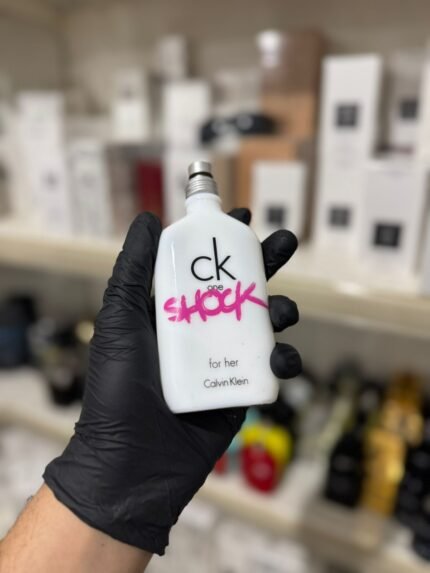 ck
one
SHOCK
for her
Calvin Klein